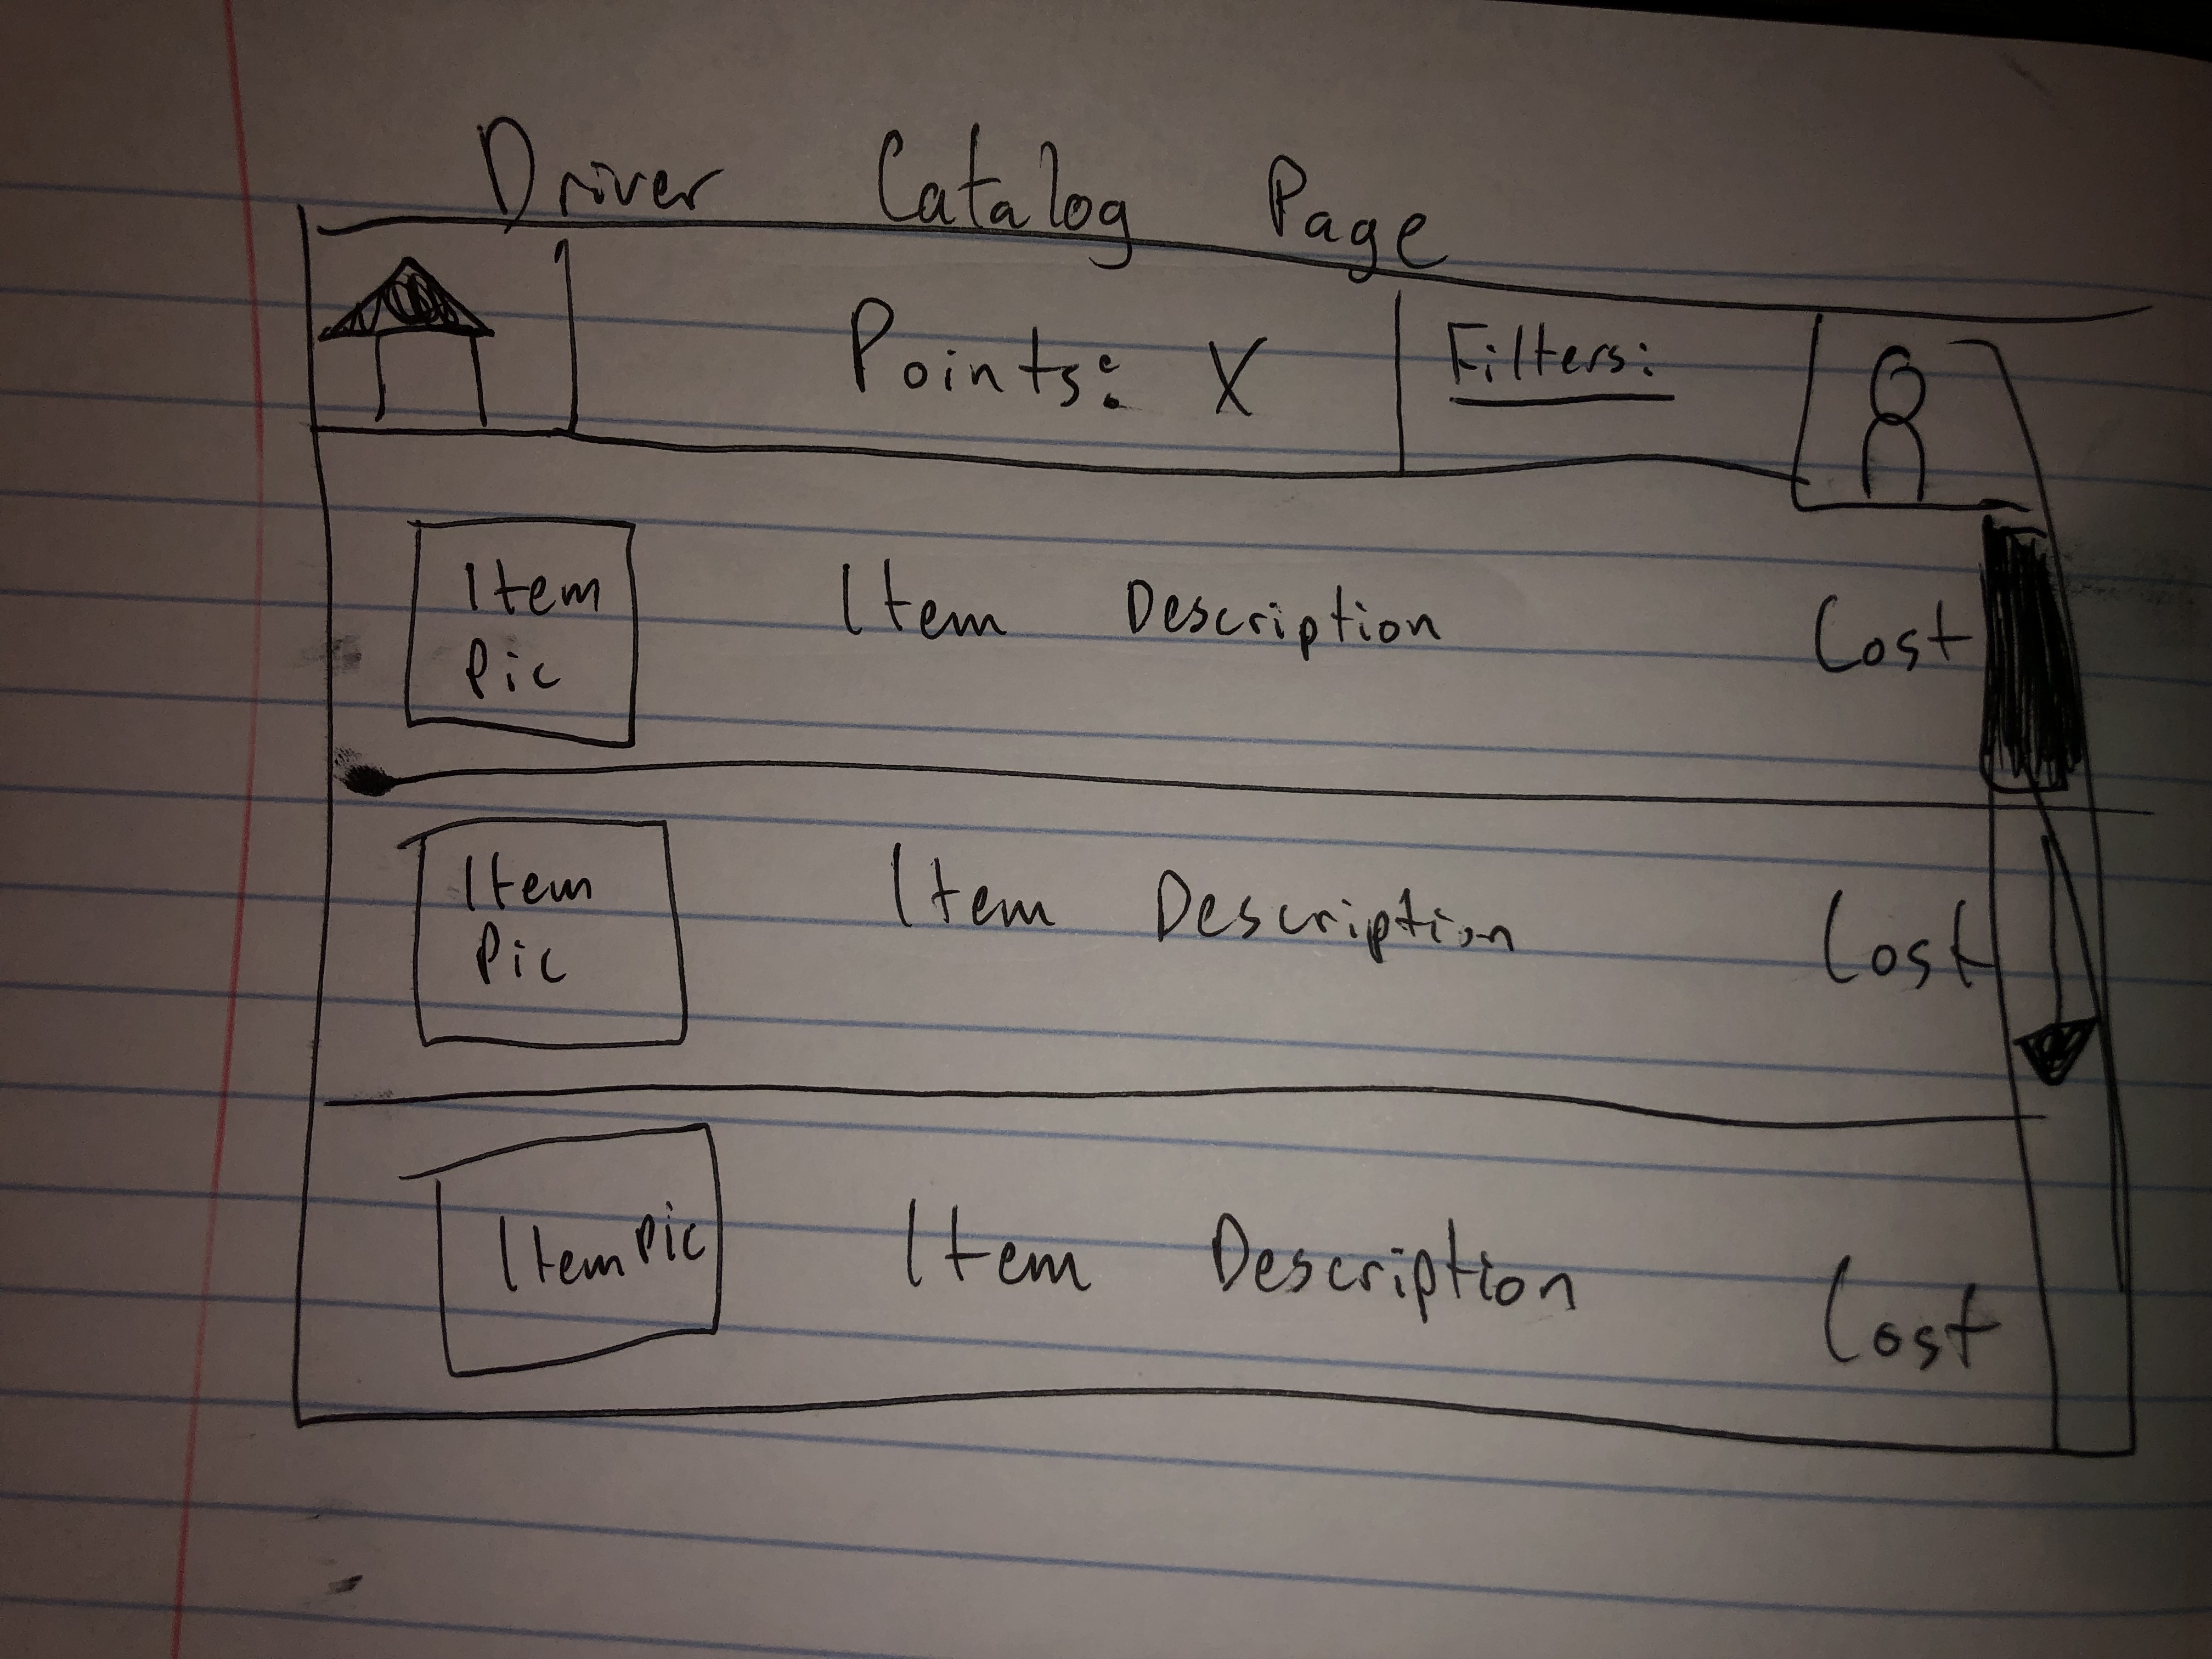 Driver Catalog Page
Points: X
Filters:
Item
Pic
Item Description
Cost
Item
Pic
Item Description
Cost
Item Pic
Item Description
Cost